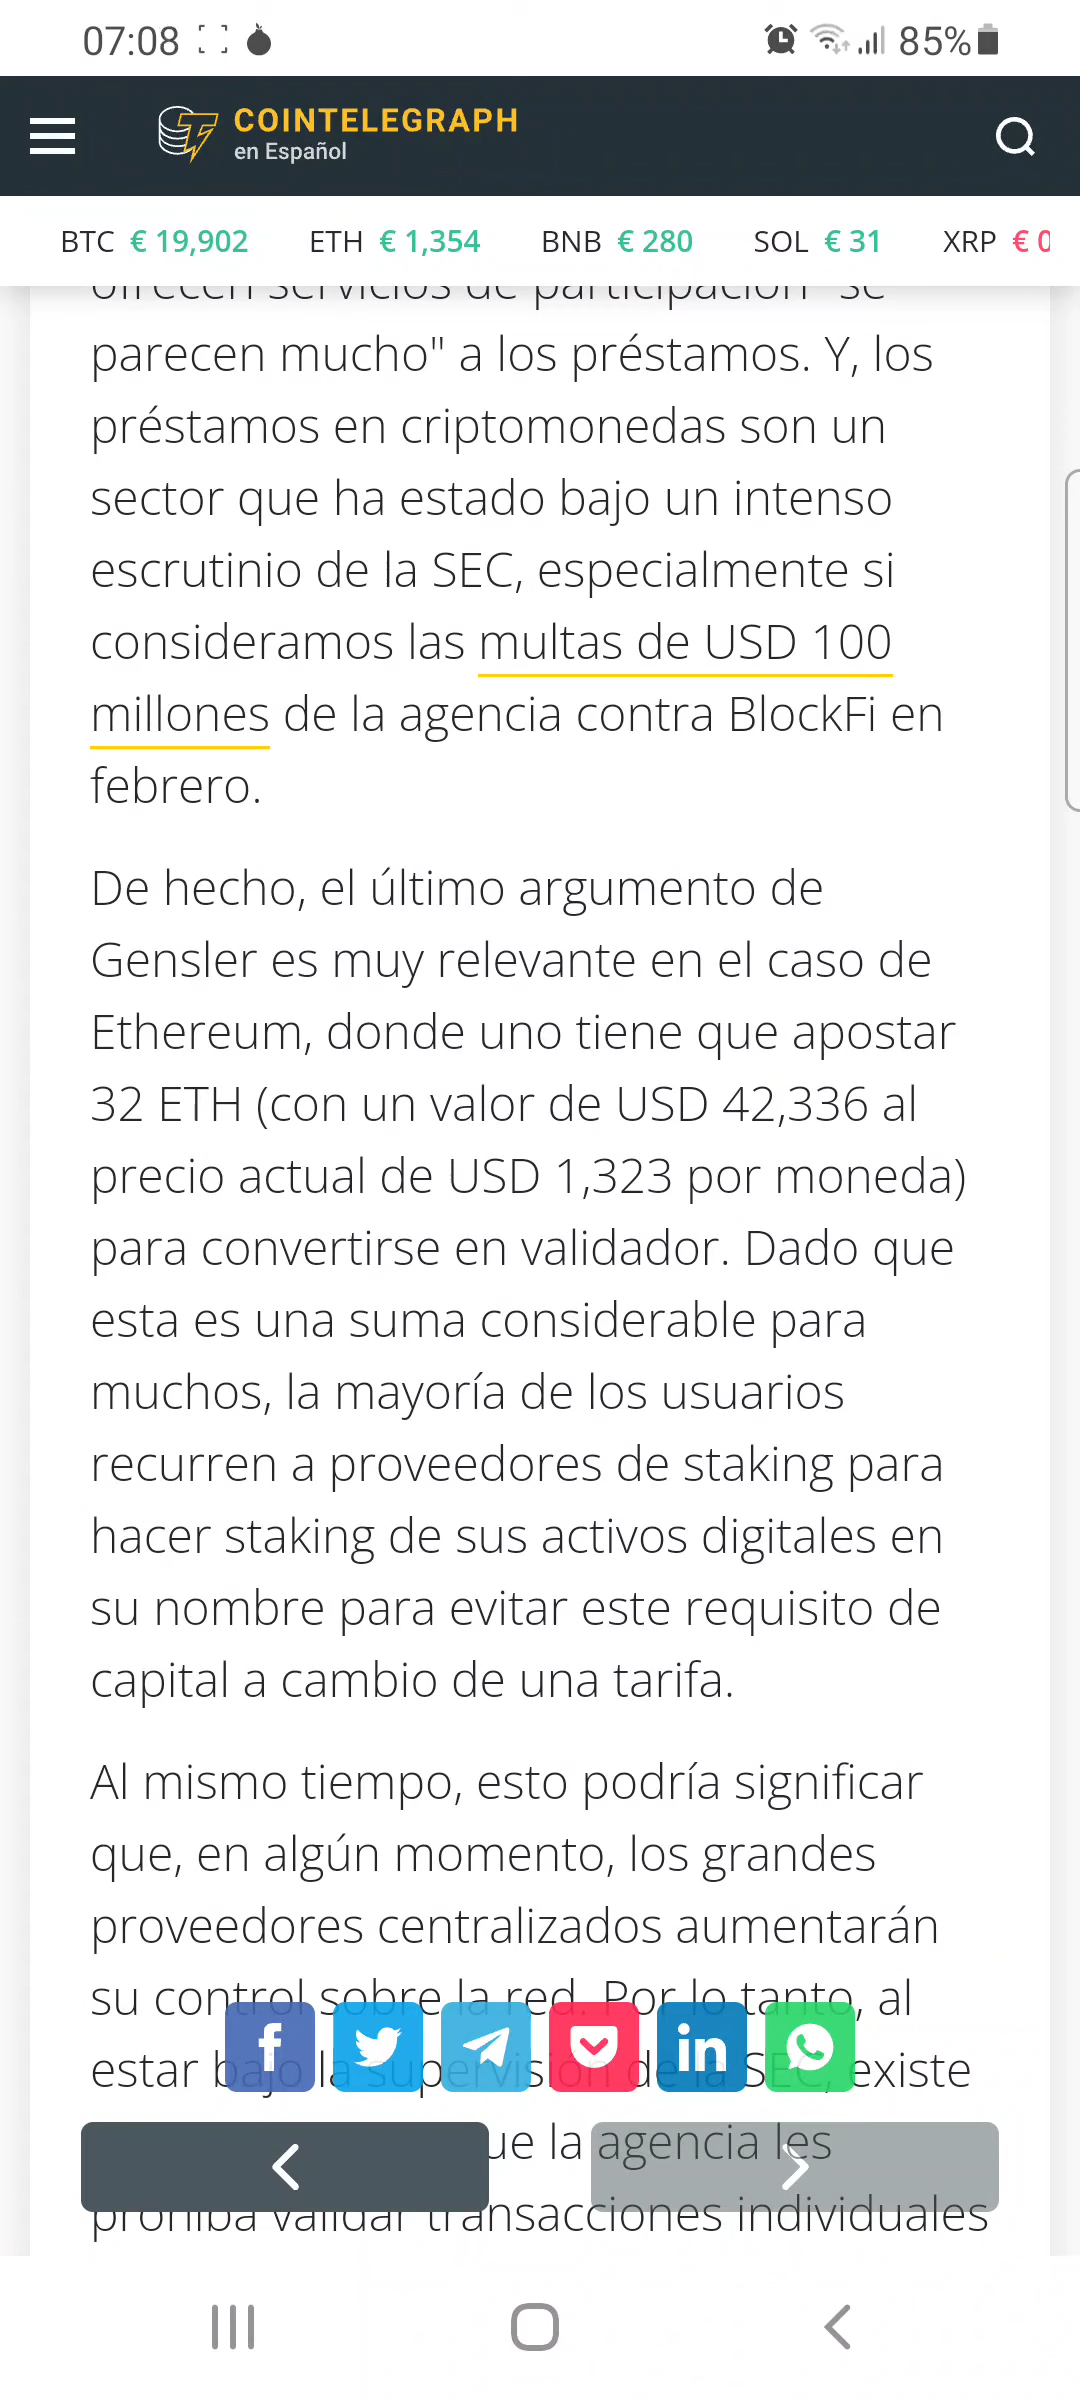 07:08
85%
COINTELEGRAPH
en Español
BTC € 19,902 ETH € 1,354 BNB € 280 SOL € 31 XRP € 0
ofrecen servicios de participación "se
parecen mucho" a los préstamos. Y, los
préstamos en criptomonedas son un
sector que ha estado bajo un intenso
escrutinio de la SEC, especialmente si
consideramos las multas de USD 100
millones de la agencia contra BlockFi en
febrero.
De hecho, el último argumento de
Gensler es muy relevante en el caso de
Ethereum, donde uno tiene que apostar
32 ETH (con un valor de USD 42,336 al
precio actual de USD 1,323 por moneda)
para convertirse en validador. Dado que
esta es una suma considerable para
muchos, la mayoría de los usuarios
recurren a proveedores de staking para
hacer staking de sus activos digitales en
su nombre para evitar este requisito de
capital a cambio de una tarifa.
Al mismo tiempo, esto podría significar
que, en algún momento, los grandes
proveedores centralizados aumentarán
su control sobre la red. Por lo tanto, al
estar bajo la supervisión de la SEC, existe
la agencia les
prohíba validar transacciones individuales